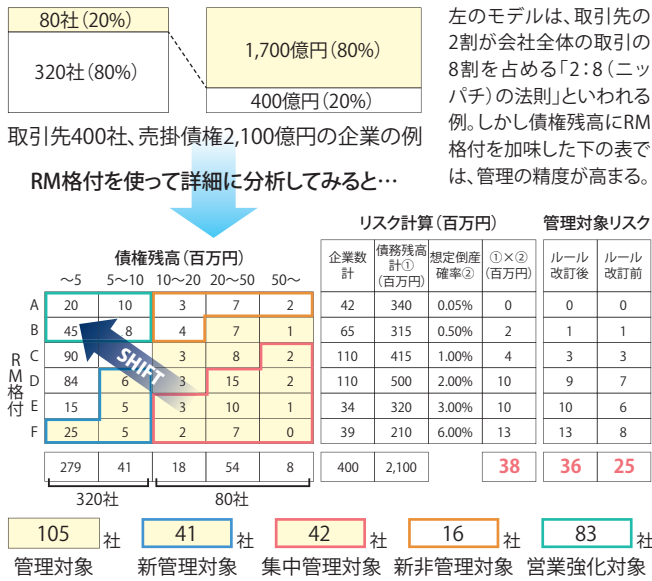 80社(20%)
320社(80%)
1,700億円(80%)
400億円(20%)
左のモデルは、取引先の
2割が会社全体の取引の
8割を占める「2:8(ニッ
パチ)の法則」といわれる
例。しかし債権残高にRM
格付を加味した下の表で
は、管理の精度が高まる。
取引先400社、売掛債権2,100億円の企業の例
RM格付を使って詳細に分析してみると…
リスク計算(百万円) 管理対象リスク
債権残高(百万円)
〜5 5〜10 10〜20 20〜50 50〜
企業数計 債務残高計①(百万円) 想定倒産確率② ①×②(百万円) ルール改訂後 ルール改訂前
RM格付
A 20 10 3 7 2 42 340 0.05% 0 0 0
B 45 8 4 7 1 65 315 0.50% 2 1 1
C 90 3 8 2 110 415 1.00% 4 3 3
D 84 6 3 15 2 110 500 2.00% 10 9 7
E 15 5 3 10 1 34 320 3.00% 10 10 6
F 25 5 2 7 0 39 210 6.00% 13 13 8
SHIFT
279 41 18 54 8 400 2,100 38 36 25
320社 80社
105社 41社 42社 16社 83社
管理対象 新管理対象 集中管理対象 新非管理対象 営業強化対象